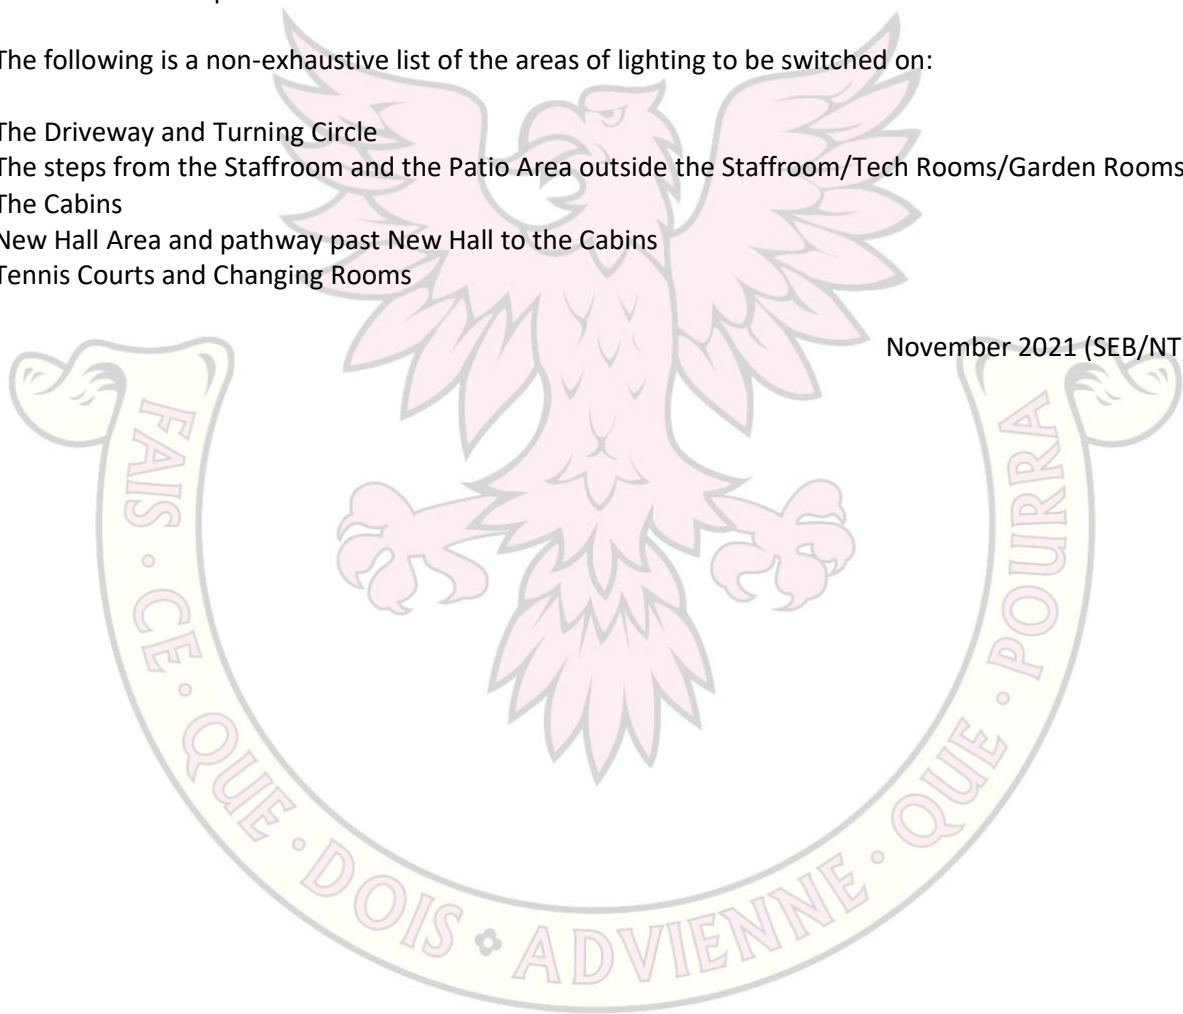 The following is a non-exhaustive list of the areas of lighting to be switched on:
The Driveway and Turning Circle
The steps from the Staffroom and the Patio Area outside the Staffroom/Tech Rooms/Garden Rooms
The Cabins
New Hall Area and pathway past New Hall to the Cabins
Tennis Courts and Changing Rooms
November 2021 (SEB/NT)
FAIS · CE · QUE · DOIS · ADVIENNE · QUE · POURRA